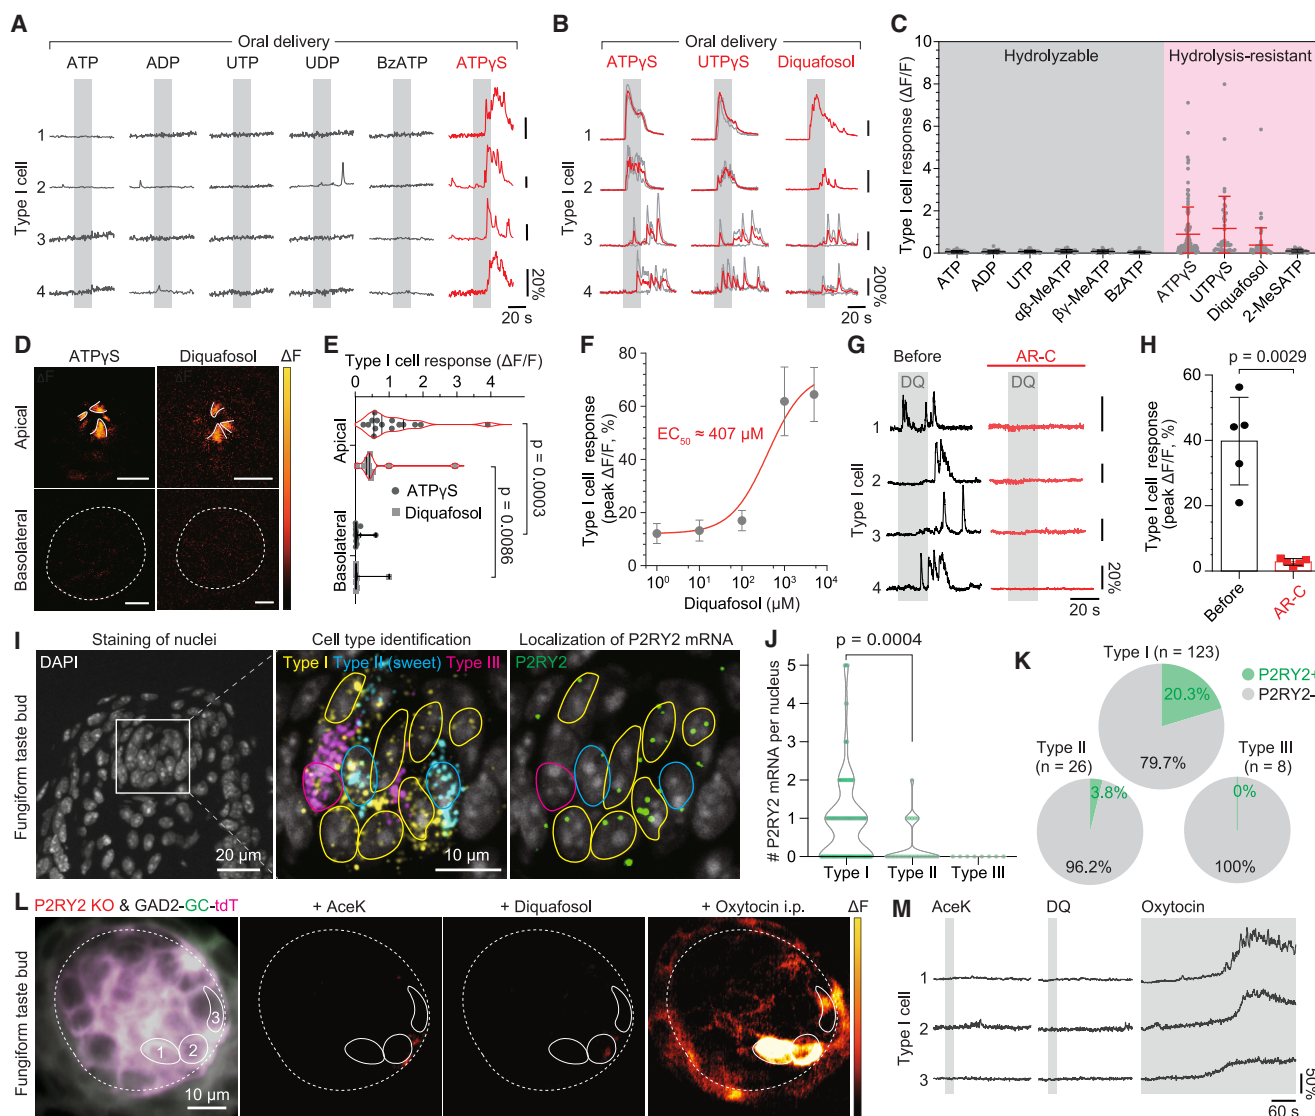 A
Oral delivery
ATP ADP UTP UDP BzATP ATPγS
Type I cell
1
2
3
4
20%
20 s
B
Oral delivery
ATPγS UTPγS Diquafosol
1
2
3
4
200%
20 s
C
Type I cell response (ΔF/F)
10
8
6
4
2
0
Hydrolyzable Hydrolysis-resistant
ATP ADP UTP αβ-MeATP βγ-MeATP BzATP ATPγS UTPγS Diquafosol 2-MeSATP
D
ATPγS Diquafosol ΔF
ΔF ΔF
Apical
Basolateral
E
Type I cell response (ΔF/F)
0 1 2 3 4
Apical
Basolateral
ATPγS
Diquafosol
p = 0.0003
p = 0.0086
F
Type I cell response
(peak ΔF/F, %)
80
60
40
20
0
EC50 ≈ 407 μM
10^0 10^1 10^2 10^3 10^4
Diquafosol (μM)
G
Before AR-C
DQ DQ
Type I cell
1
2
3
4
20%
20 s
H
p = 0.0029
Type I cell response
(peak ΔF/F, %)
60
40
20
0
Before AR-C
I
Staining of nuclei Cell type identification Localization of P2RY2 mRNA
Fungiform taste bud
DAPI
Type I Type II (sweet) Type III
P2RY2
20 μm
10 μm
J
p = 0.0004
# P2RY2 mRNA per nucleus
5
4
3
2
1
0
Type I Type II Type III
K
Type I (n = 123)
P2RY2+
P2RY2-
20.3%
79.7%
Type II
(n = 26)
3.8%
96.2%
Type III
(n = 8)
0%
100%
L
P2RY2 KO & GAD2-GC-tdT + AceK + Diquafosol + Oxytocin i.p. ΔF
Fungiform taste bud
1 2 3
10 μm
M
AceK DQ Oxytocin
Type I cell
1
2
3
50%
60 s